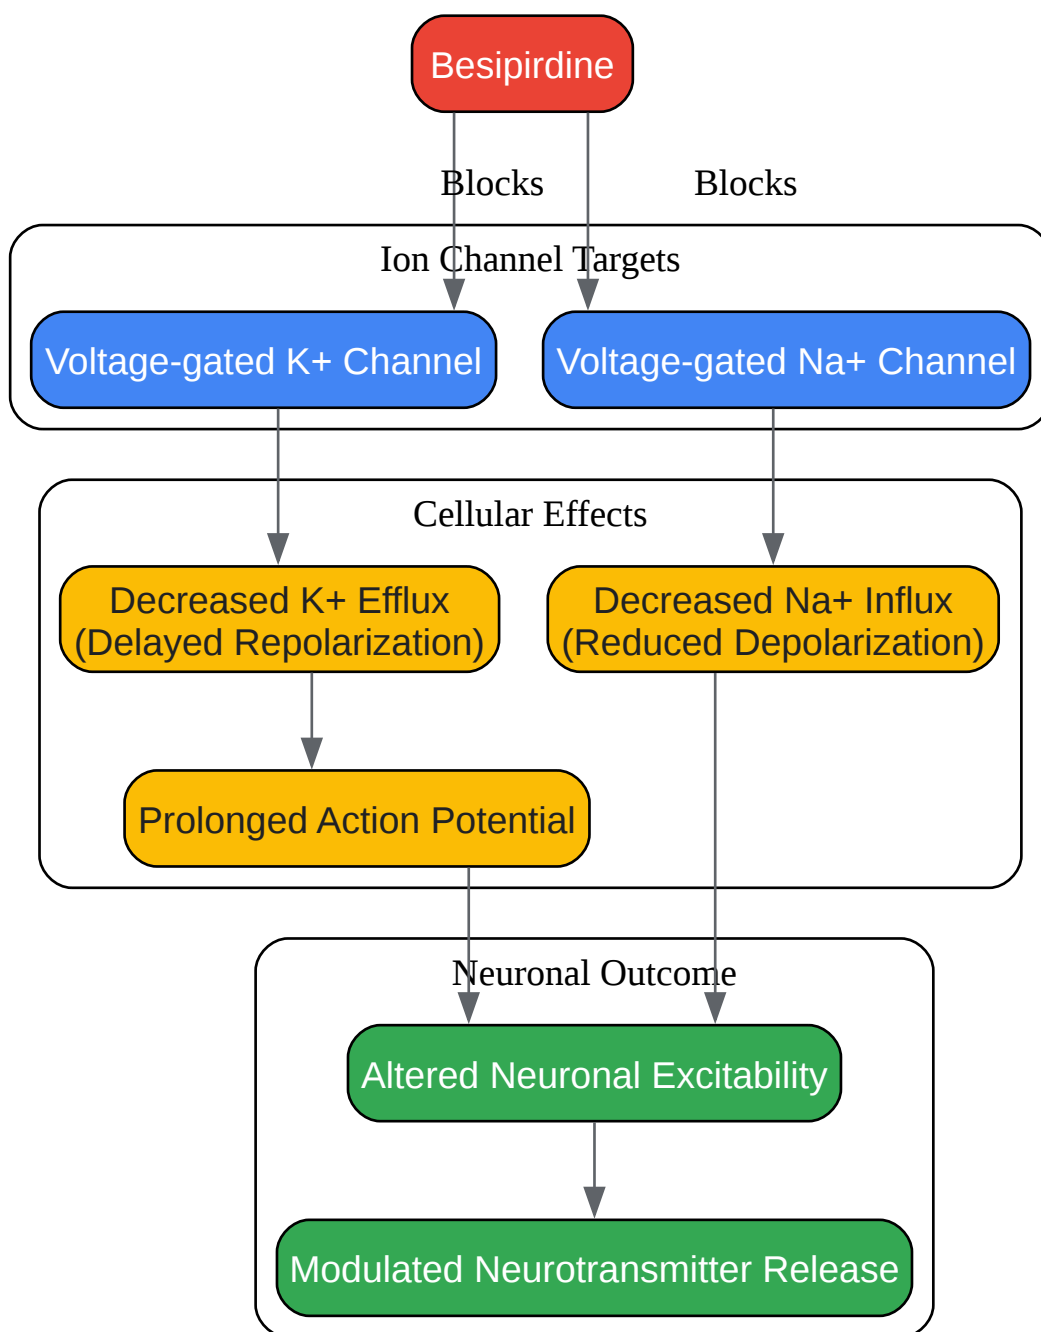 Besipirdine
Blocks
Blocks
Ion Channel Targets
Voltage-gated K+ Channel
Voltage-gated Na+ Channel
Cellular Effects
Decreased K+ Efflux
(Delayed Repolarization)
Decreased Na+ Influx
(Reduced Depolarization)
Prolonged Action Potential
Neuronal Outcome
Altered Neuronal Excitability
Modulated Neurotransmitter Release